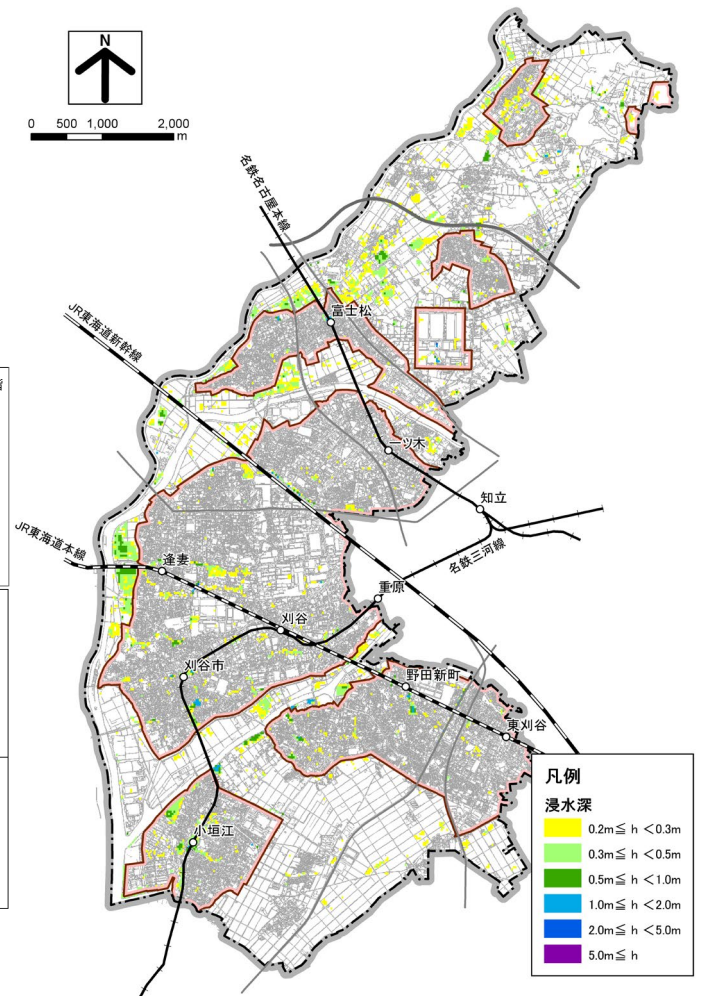 N
0 500 1,000 2,000
m
名鉄名古屋本線
富士松
JR東海道新幹線
一ツ木
知立
JR東海道本線
逢妻
名鉄三河線
重原
刈谷
刈谷市
野田新町
東刈谷
小垣江
凡例
浸水深
0.2m≦ h <0.3m
0.3m≦ h <0.5m
0.5m≦ h <1.0m
1.0m≦ h <2.0m
2.0m≦ h <5.0m
5.0m≦ h